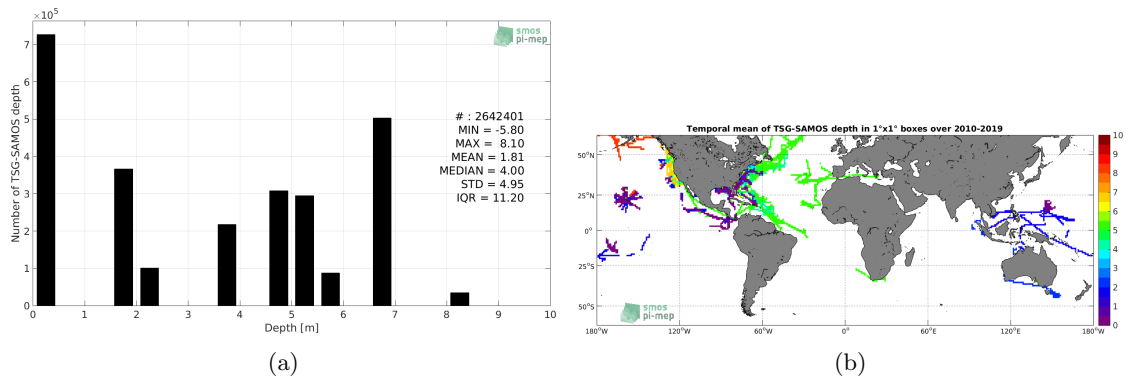 ×10⁵
7
6
5
4
3
2
1
0
Number of TSG-SAMOS depth
smos
pi-mep
# : 2642401
MIN = -5.80
MAX = 8.10
MEAN = 1.81
MEDIAN = 4.00
STD = 4.95
IQR = 11.20
0 1 2 3 4 5 6 7 8 9 10
Depth [m]
(a)
Temporal mean of TSG-SAMOS depth in 1°x1° boxes over 2010-2019
50°N
25°N
0°
25°S
50°S
smos
pi-mep
180°W 120°W 60°W 0° 60°E 120°E 180°W
10
9
8
7
6
5
4
3
2
1
0
(b)